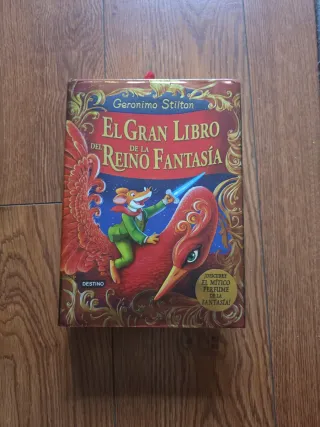 Geronimo Stilton
EL GRAN LIBRO
DEL DE LA
REINO FANTASÍA
DESTINO
¡DESCUBRE
EL MÍTICO
PERFUME
DE LA
FANTASÍA!